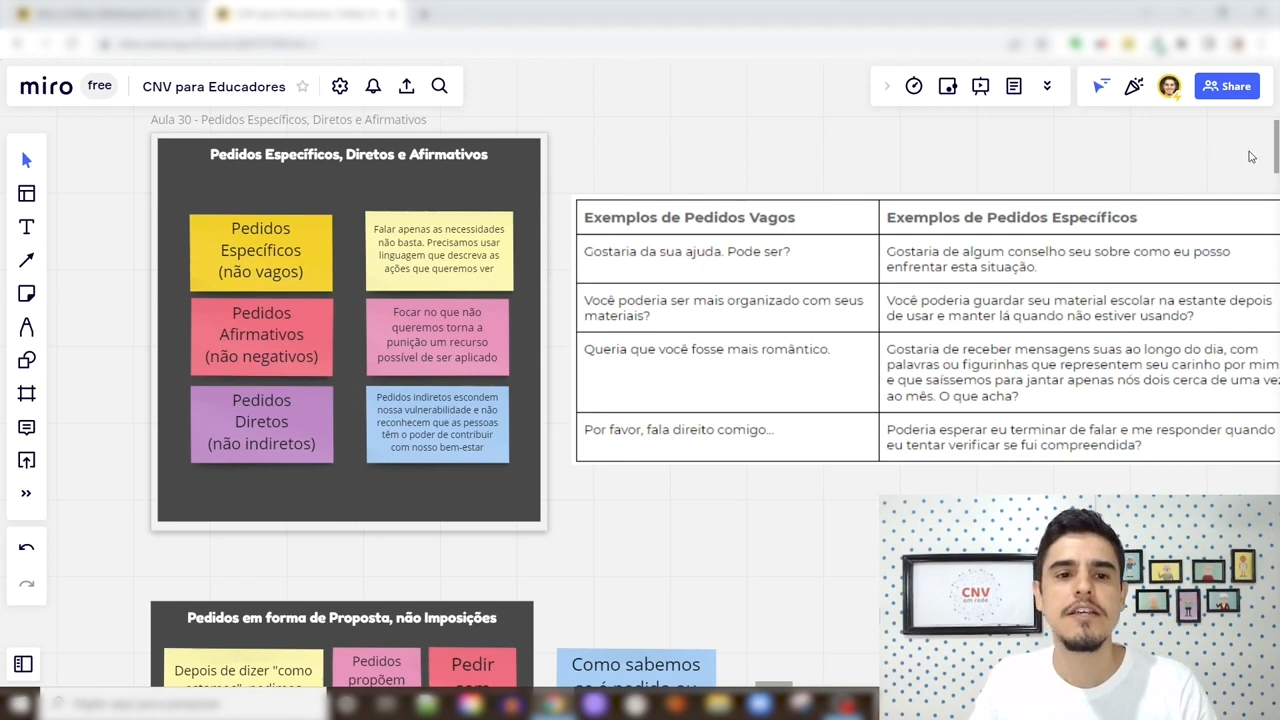 miro
free
CNV para Educadores
Share
Aula 30 - Pedidos Específicos, Diretos e Afirmativos
Pedidos Específicos, Diretos e Afirmativos
Pedidos
Específicos
(não vagos)
Falar apenas as necessidades
não basta. Precisamos usar
linguagem que descreva as
ações que queremos ver
Pedidos
Afirmativos
(não negativos)
Focar no que não
queremos torna a
punição um recurso
possível de ser aplicado
Pedidos
Diretos
(não indiretos)
Pedidos indiretos escondem
nossa vulnerabilidade e não
reconhecem que as pessoas
têm o poder de contribuir
com nosso bem-estar
Exemplos de Pedidos Vagos
Exemplos de Pedidos Específicos
Gostaria da sua ajuda. Pode ser?
Gostaria de algum conselho seu sobre como eu posso
enfrentar esta situação.
Você poderia ser mais organizado com seus
materiais?
Você poderia guardar seu material escolar na estante depois
de usar e manter lá quando não estiver usando?
Queria que você fosse mais romântico.
Gostaria de receber mensagens suas ao longo do dia, com
palavras ou figurinhas que representem seu carinho por mim
e que saíssemos para jantar apenas nós dois cerca de uma vez
ao mês. O que acha?
Por favor, fala direito comigo...
Poderia esperar eu terminar de falar e me responder quando
eu tentar verificar se fui compreendida?
Pedidos em forma de Proposta, não Imposições
Depois de dizer "como
Pedidos
propõem
Pedir
Como sabemos
CNV
em rede